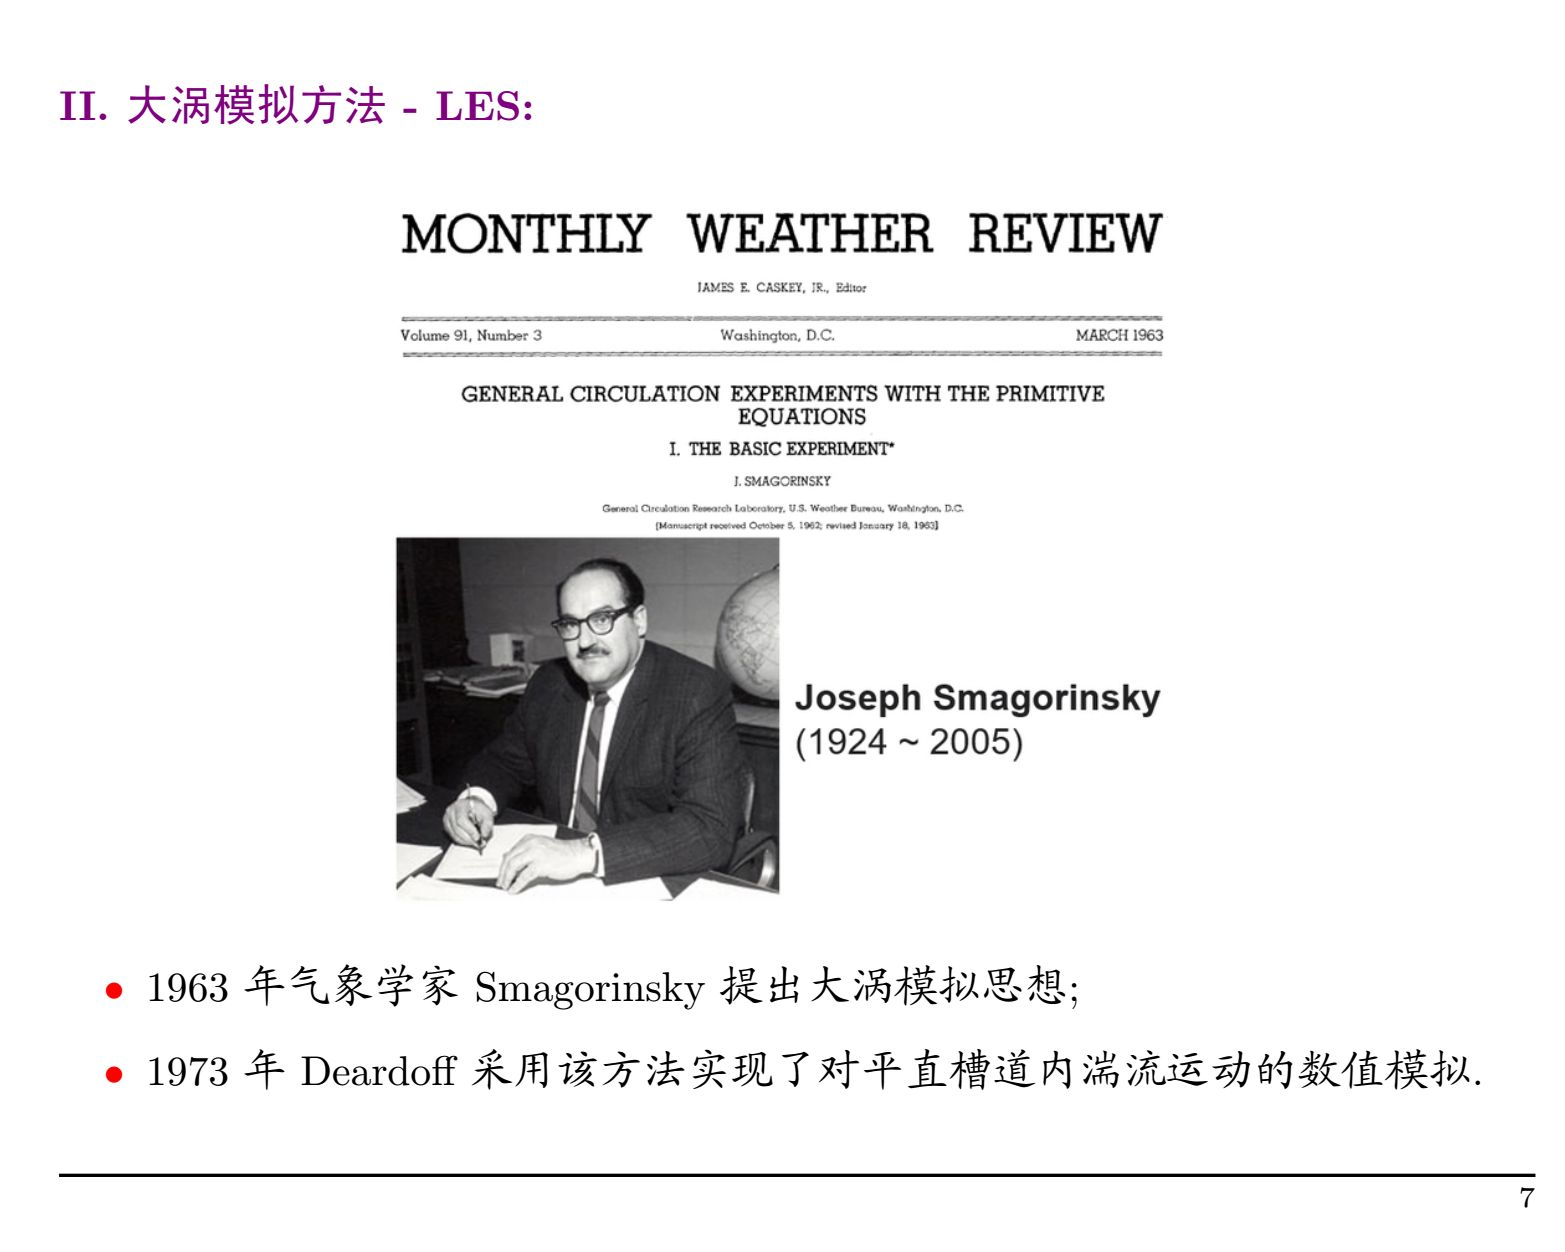 II. 大涡模拟方法 - LES:
MONTHLY WEATHER REVIEW
JAMES E. CASKEY, JR., Editor
Volume 91, Number 3 Washington, D.C. MARCH 1963
GENERAL CIRCULATION EXPERIMENTS WITH THE PRIMITIVE
EQUATIONS
I. THE BASIC EXPERIMENT*
J. SMAGORINSKY
General Circulation Research Laboratory, U.S. Weather Bureau, Washington, D.C.
[Manuscript received October 5, 1962; revised January 18, 1963]
Joseph Smagorinsky
(1924 ~ 2005)
• 1963 年气象学家 Smagorinsky 提出大涡模拟思想;
• 1973 年 Deardoff 采用该方法实现了对平直槽道内湍流运动的数值模拟.
7